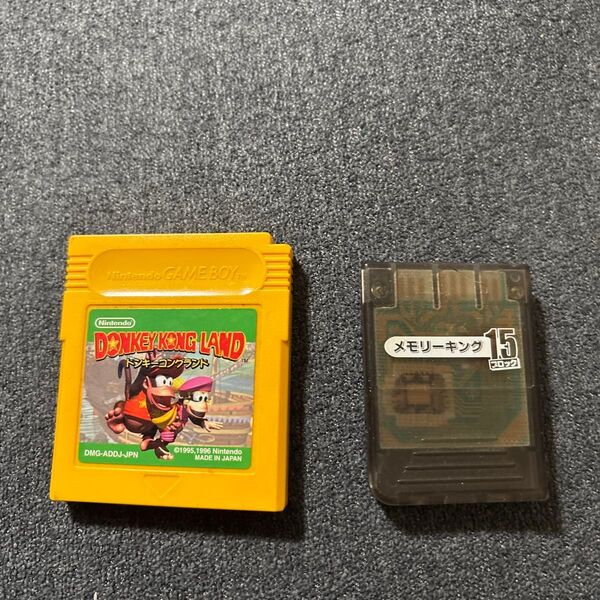 Nintendo GAME BOY TM
Nintendo
DONKEY KONG LAND TM
ドンキーコングランド
©1995,1996 Nintendo
MADE IN JAPAN
DMG-ADDJ-JPN
メモリーキング 15
ブロック